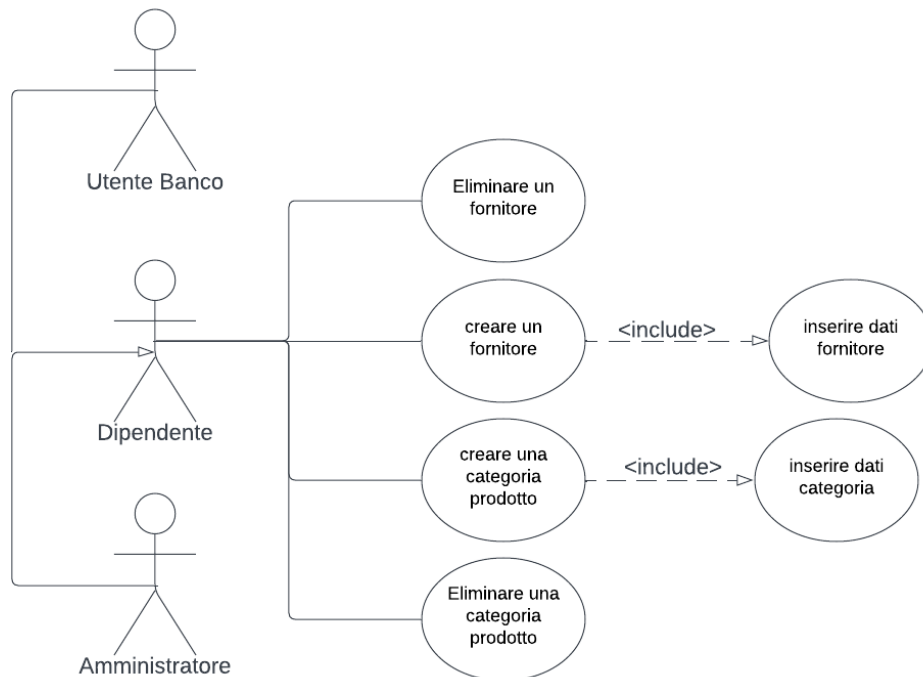 Utente Banco
Eliminare un
fornitore
creare un
fornitore
<include>
inserire dati
fornitore
Dipendente
creare una
categoria
prodotto
<include>
inserire dati
categoria
Eliminare una
categoria
prodotto
Amministratore